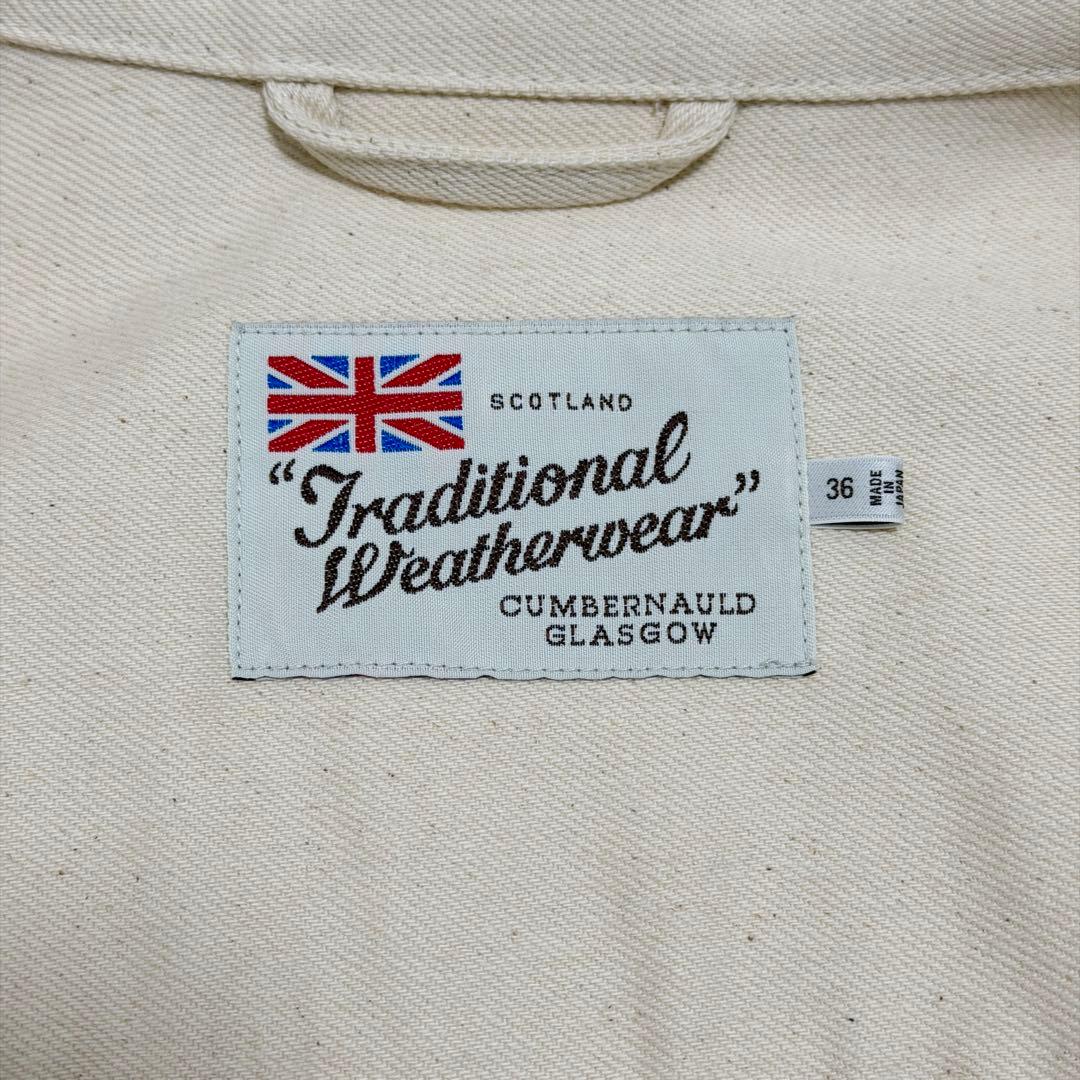 SCOTLAND
“Traditional
Weatherwear”
CUMBERNAULD
GLASGOW
36
MADE
IN
JAPAN